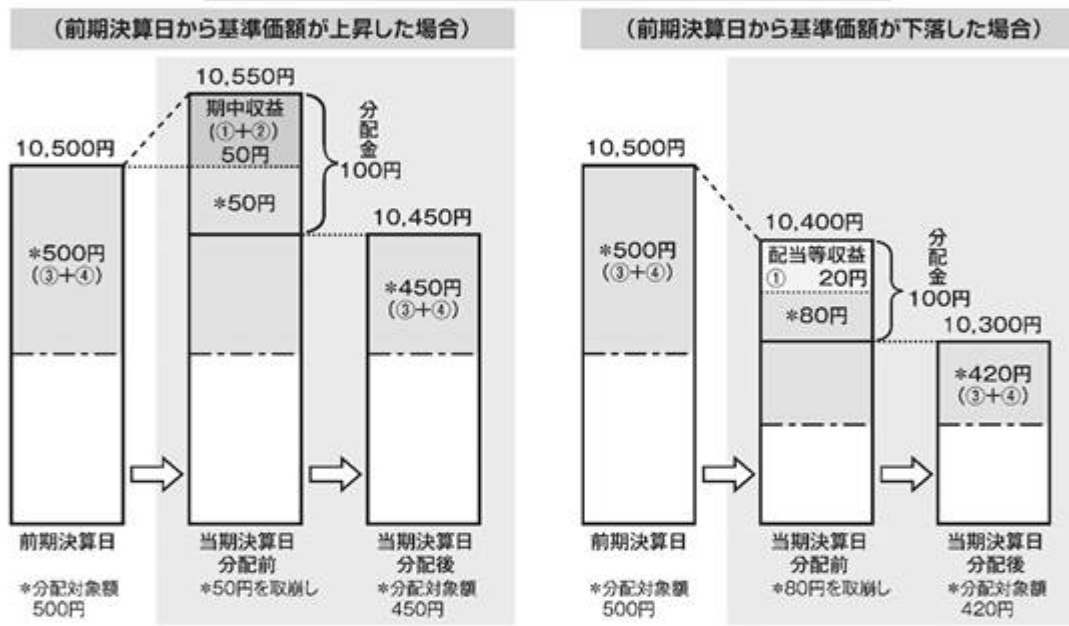 （前期決算日から基準価額が上昇した場合）
10,550円
期中収益
（①＋②）
50円
＊50円
分配金
100円
10,500円
＊500円
（③＋④）
10,450円
＊450円
（③＋④）
前期決算日
＊分配対象額
500円
当期決算日
分配前
＊50円を取崩し
当期決算日
分配後
＊分配対象額
450円
（前期決算日から基準価額が下落した場合）
10,500円
＊500円
（③＋④）
10,400円
配当等収益
① 20円
＊80円
分配金
100円
10,300円
＊420円
（③＋④）
前期決算日
＊分配対象額
500円
当期決算日
分配前
＊80円を取崩し
当期決算日
分配後
＊分配対象額
420円